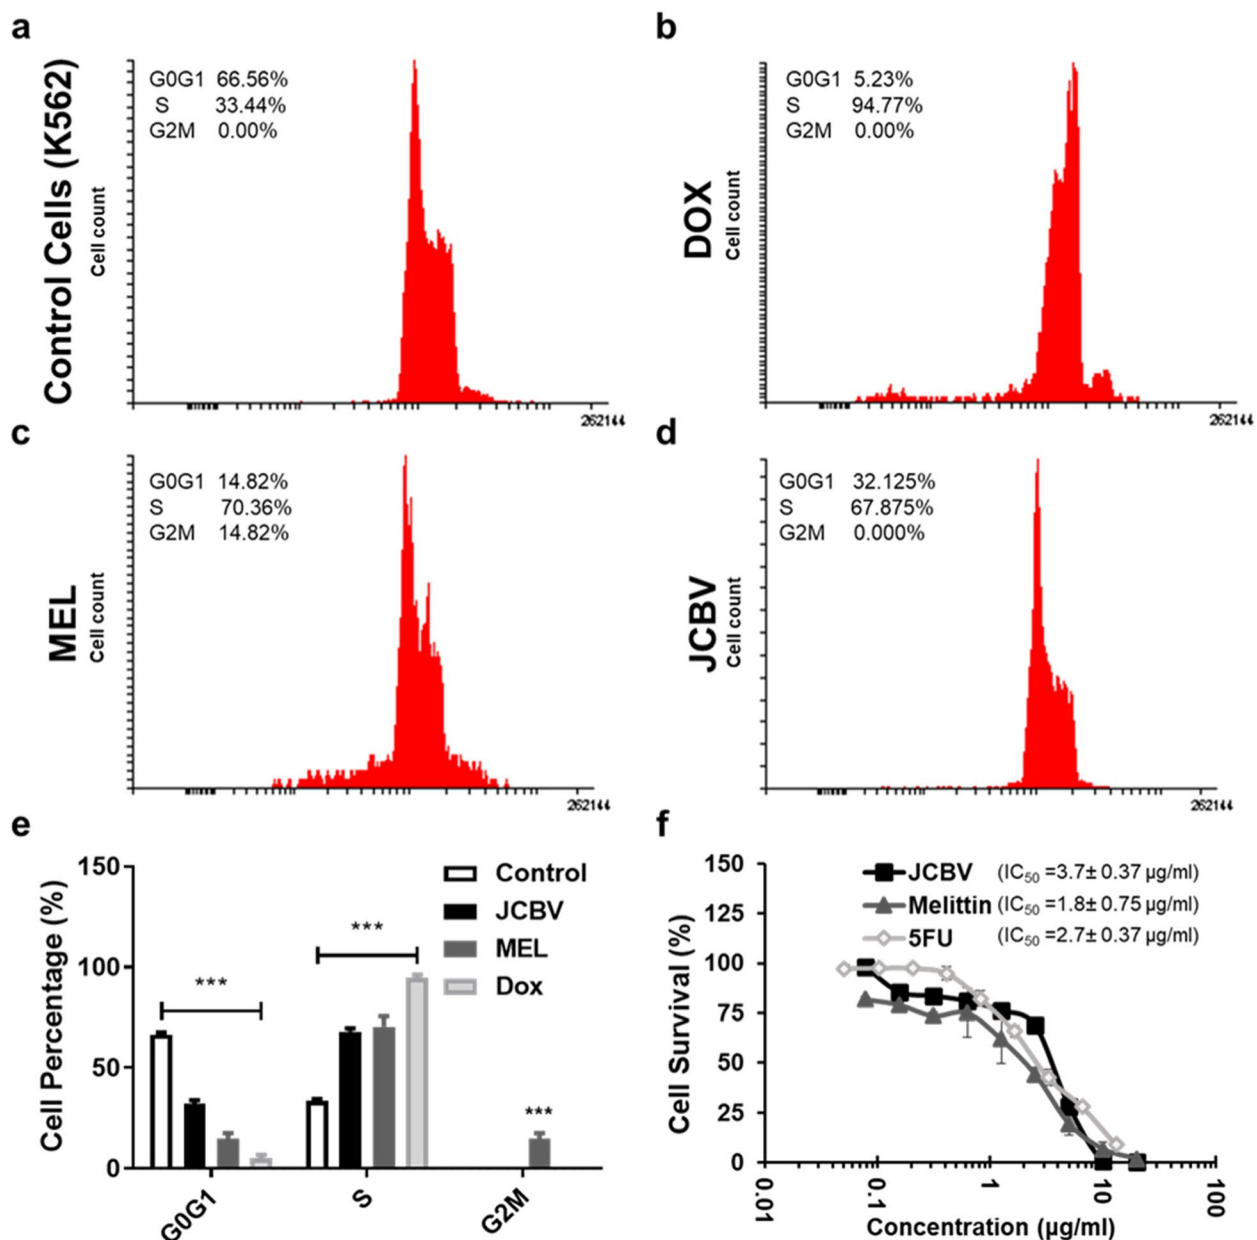 a
Control Cells (K562)
Cell count
G0G1 66.56%
S 33.44%
G2M 0.00%
262144
b
DOX
Cell count
G0G1 5.23%
S 94.77%
G2M 0.00%
262144
c
MEL
Cell count
G0G1 14.82%
S 70.36%
G2M 14.82%
262144
d
JCBV
Cell count
G0G1 32.125%
S 67.875%
G2M 0.000%
262144
e
Cell Percentage (%)
150
100
50
0
Control
JCBV
MEL
Dox
***
***
***
G0G1
S
G2M
f
Cell Survival (%)
150
125
100
75
50
25
0
JCBV (IC50 =3.7± 0.37 µg/ml)
Melittin (IC50 =1.8± 0.75 µg/ml)
5FU (IC50 =2.7± 0.37 µg/ml)
0.01
0.1
1
10
100
Concentration (µg/ml)